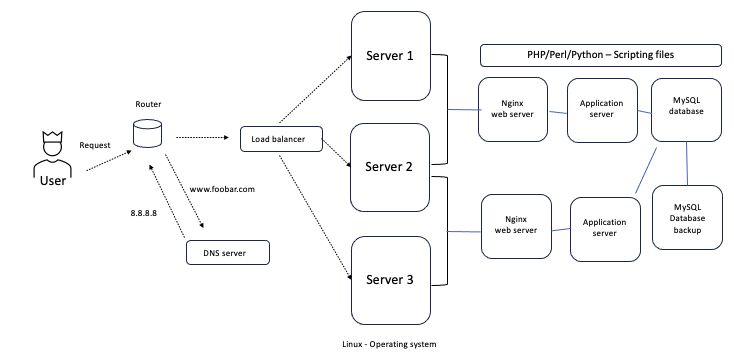 Server 1
PHP/Perl/Python – Scripting files
Router
Nginx
web server
Application
server
MySQL
database
Request
Load balancer
User
Server 2
www.foobar.com
8.8.8.8
DNS server
Nginx
web server
Application
server
MySQL
Database
backup
Server 3
Linux - Operating system